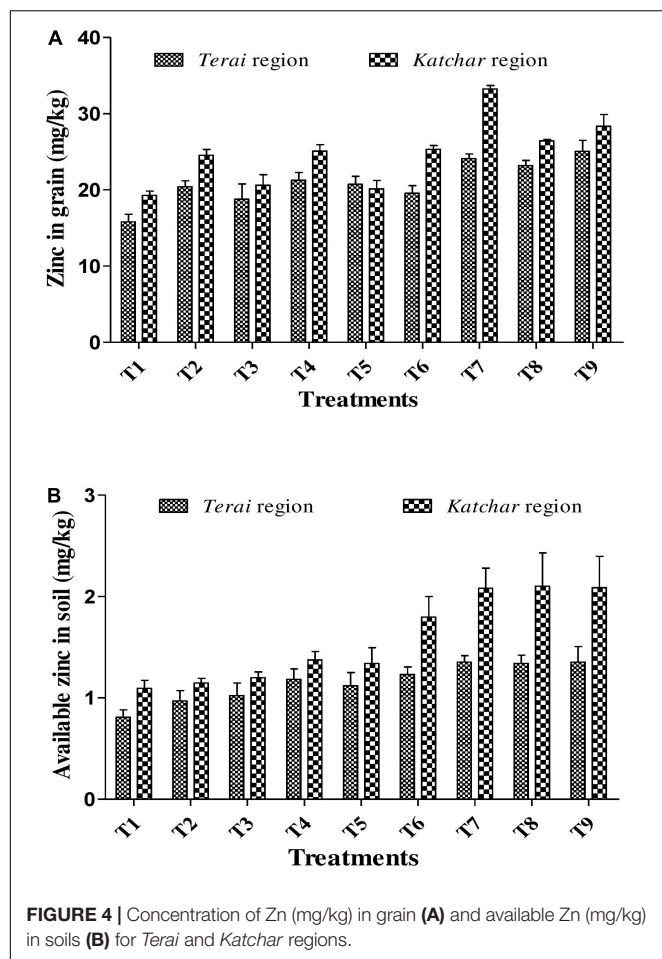 A
Terai region
Katchar region
Zinc in grain (mg/kg)
40
30
20
10
0
T1 T2 T3 T4 T5 T6 T7 T8 T9
Treatments
B
Terai region
Katchar region
Available zinc in soil (mg/kg)
3
2
1
0
T1 T2 T3 T4 T5 T6 T7 T8 T9
Treatments
FIGURE 4 | Concentration of Zn (mg/kg) in grain (A) and available Zn (mg/kg)
in soils (B) for Terai and Katchar regions.